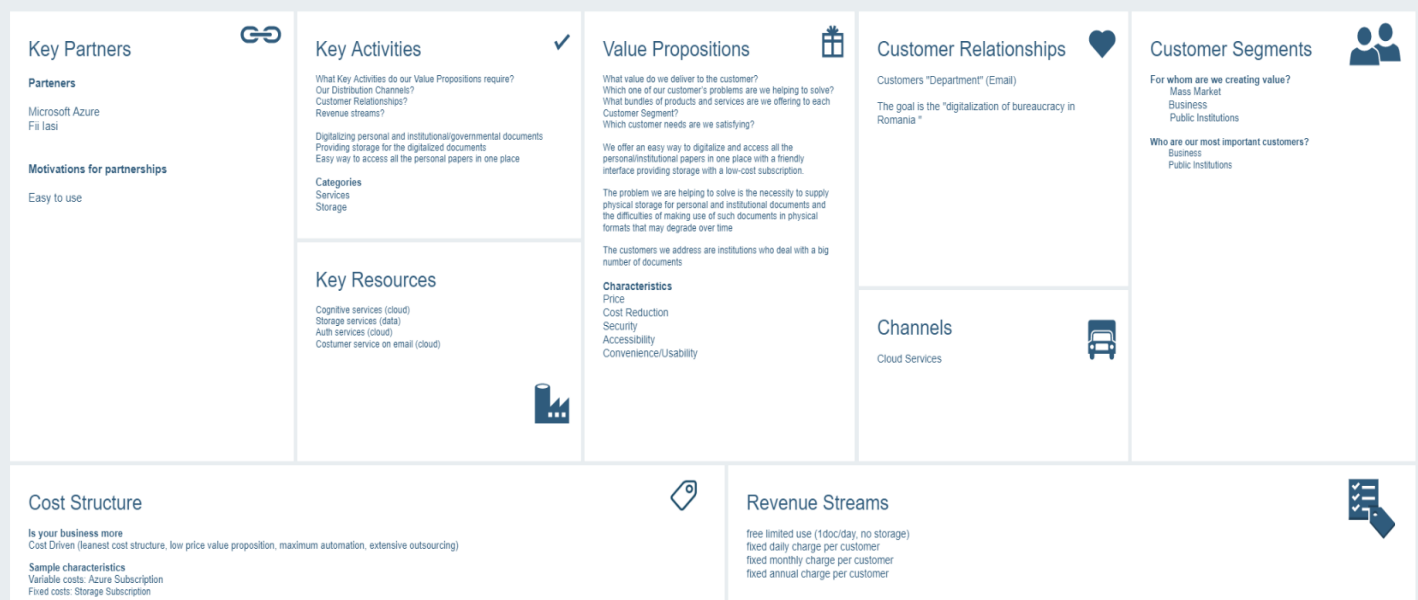 Key Partners
Parteners
Microsoft Azure
Fii Iasi
Motivations for partnerships
Easy to use
Key Activities
What Key Activities do our Value Propositions require?
Our Distribution Channels?
Customer Relationships?
Revenue streams?
Digitalizing personal and institutional/governmental documents
Providing storage for the digitalized documents
Easy way to access all the personal papers in one place
Categories
Services
Storage
Key Resources
Cognitive services (cloud)
Storage services (data)
Auth services (cloud)
Costumer service on email (cloud)
Value Propositions
What value do we deliver to the customer?
Which one of our customer's problems are we helping to solve?
What bundles of products and services are we offering to each
Customer Segment?
Which customer needs are we satisfying?
We offer an easy way to digitalize and access all the
personal/institutional papers in one place with a friendly
interface providing storage with a low-cost subscription.
The problem we are helping to solve is the necessity to supply
physical storage for personal and institutional documents and
the difficulties of making use of such documents in physical
formats that may degrade over time
The customers we address are institutions who deal with a big
number of documents
Characteristics
Price
Cost Reduction
Security
Accessibility
Convenience/Usability
Customer Relationships
Customers "Department" (Email)
The goal is the "digitalization of bureaucracy in
Romania "
Channels
Cloud Services
Customer Segments
For whom are we creating value?
Mass Market
Business
Public Institutions
Who are our most important customers?
Business
Public Institutions
Cost Structure
Is your business more
Cost Driven (leanest cost structure, low price value proposition, maximum automation, extensive outsourcing)
Sample characteristics
Variable costs: Azure Subscription
Fixed costs: Storage Subscription
Revenue Streams
free limited use (1doc/day, no storage)
fixed daily charge per customer
fixed monthly charge per customer
fixed annual charge per customer